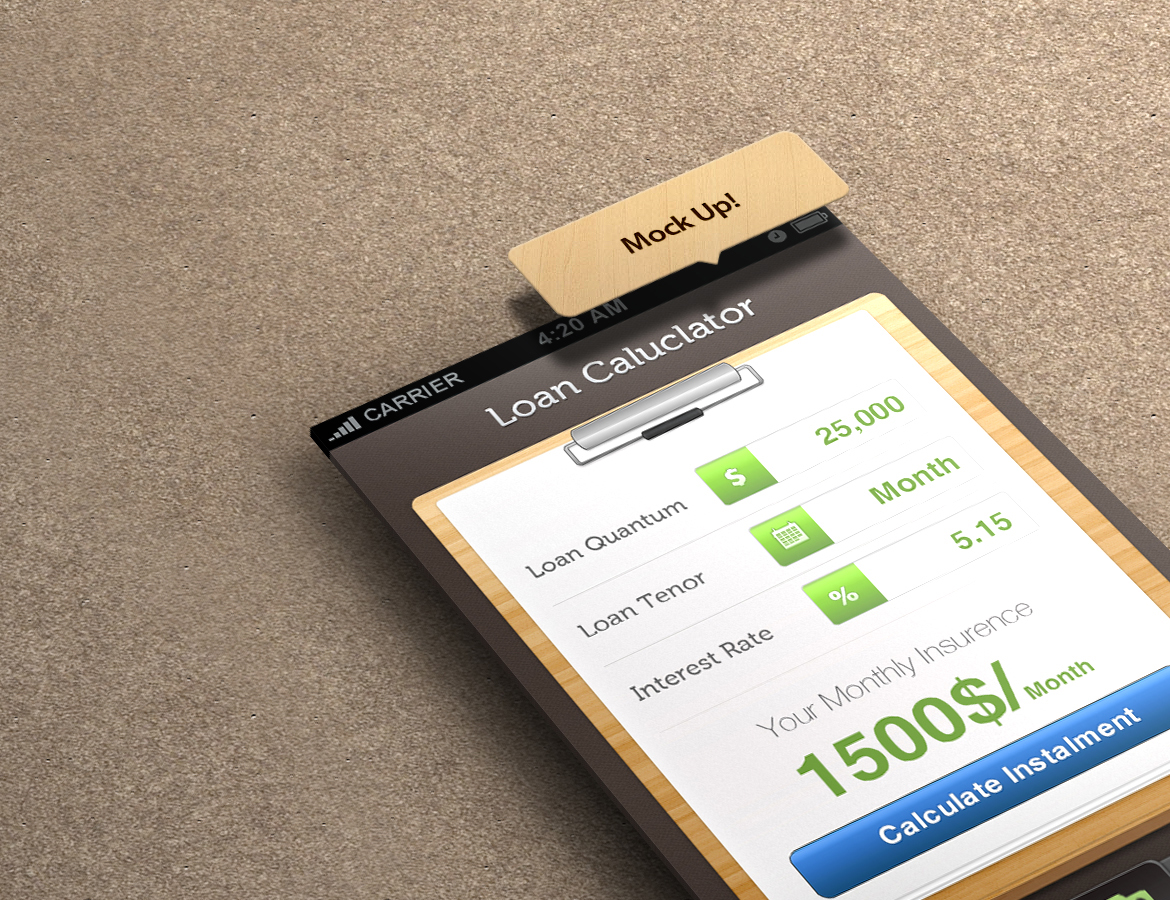 Mock Up!
CARRIER 4:20 AM
Loan Caluclator
Loan Quantum $ 25,000
Loan Tenor Month
Interest Rate % 5.15
Your Monthly Insurence
1500$/ Month
Calculate Instalment